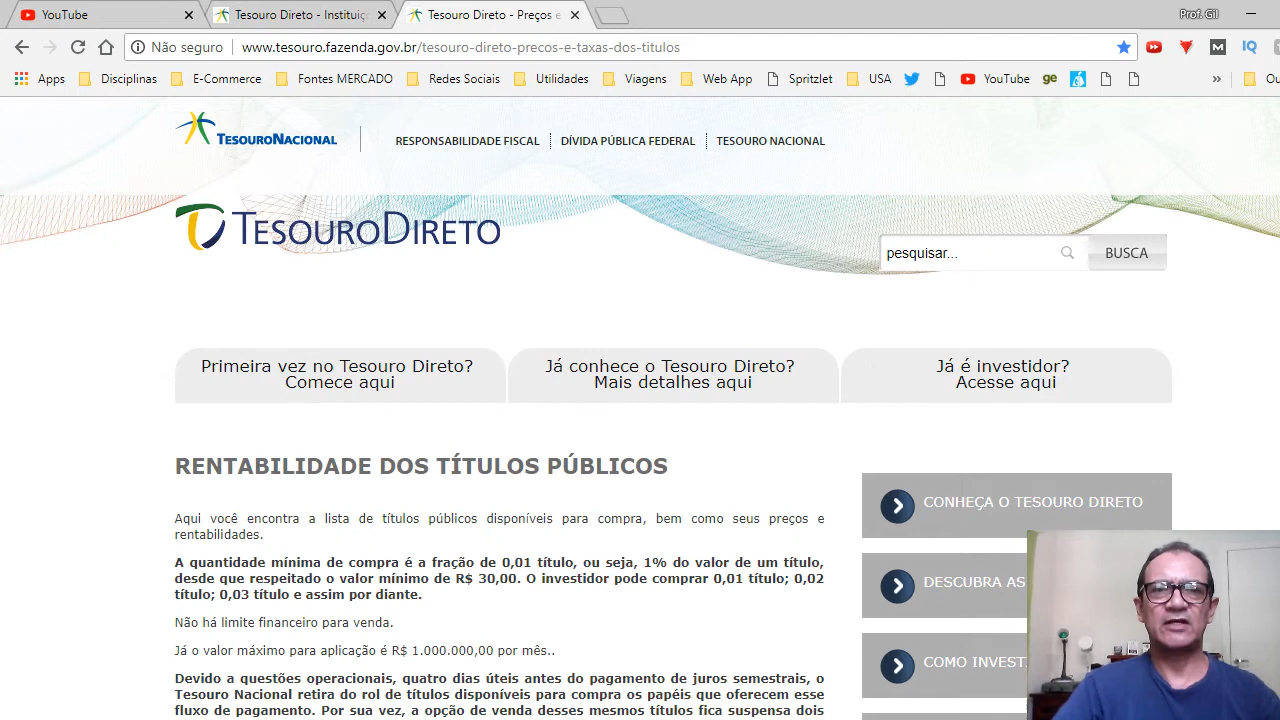 YouTube
Tesouro Direto - Instituiç
Tesouro Direto - Preços e
Prof. Gil
Não seguro
www.tesouro.fazenda.gov.br/tesouro-direto-precos-e-taxas-dos-titulos
Apps Disciplinas E-Commerce Fontes MERCADO Redes Sociais Utilidades Viagens Web App Spritzlet USA YouTube ge » Ou
TESOURONACIONAL
RESPONSABILIDADE FISCAL DÍVIDA PÚBLICA FEDERAL TESOURO NACIONAL
TESOURODIRETO
pesquisar... BUSCA
Primeira vez no Tesouro Direto?
Comece aqui
Já conhece o Tesouro Direto?
Mais detalhes aqui
Já é investidor?
Acesse aqui
RENTABILIDADE DOS TÍTULOS PÚBLICOS
Aqui você encontra a lista de títulos públicos disponíveis para compra, bem como seus preços e
rentabilidades.
A quantidade mínima de compra é a fração de 0,01 título, ou seja, 1% do valor de um título,
desde que respeitado o valor mínimo de R$ 30,00. O investidor pode comprar 0,01 título; 0,02
título; 0,03 título e assim por diante.
Não há limite financeiro para venda.
Já o valor máximo para aplicação é R$ 1.000.000,00 por mês..
Devido a questões operacionais, quatro dias úteis antes do pagamento de juros semestrais, o
Tesouro Nacional retira do rol de títulos disponíveis para compra os papéis que oferecem esse
fluxo de pagamento. Por sua vez, a opção de venda desses mesmos títulos fica suspensa dois
CONHEÇA O TESOURO DIRETO
DESCUBRA AS
COMO INVEST